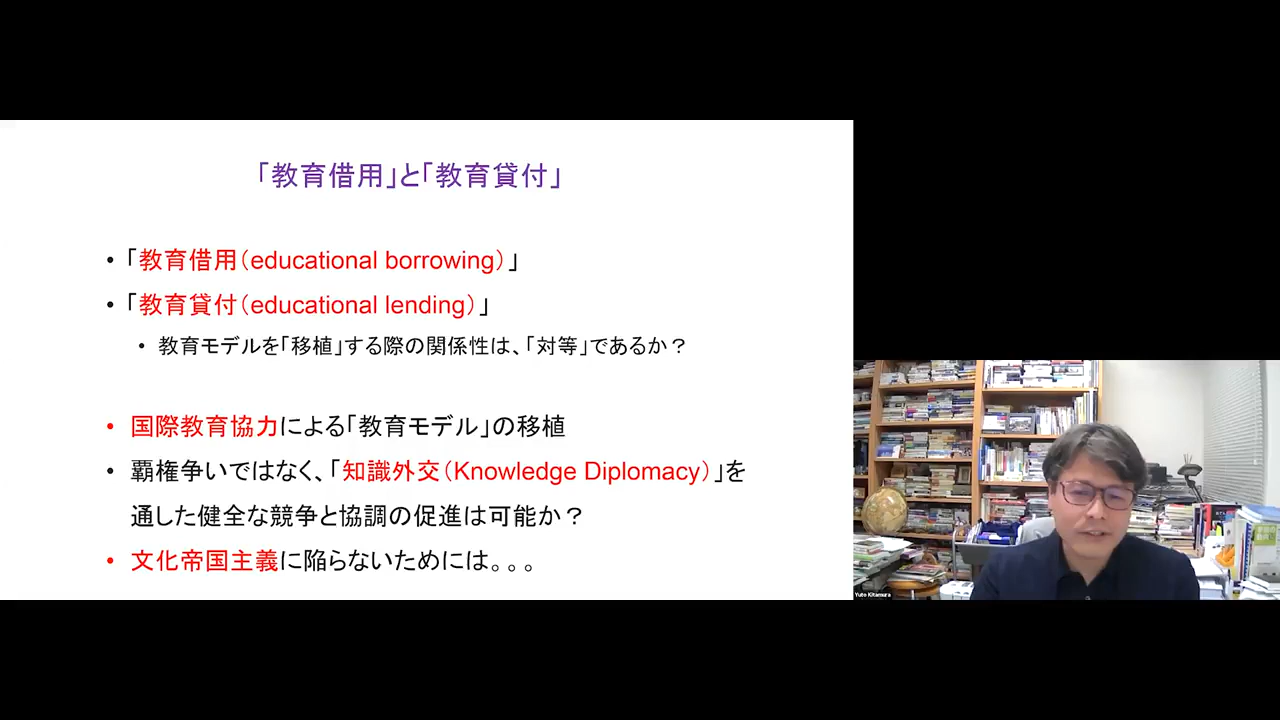 「教育借用」と「教育貸付」
• 「教育借用（educational borrowing）」
• 「教育貸付（educational lending）」
• 教育モデルを「移植」する際の関係性は、「対等」であるか？
• 国際教育協力による「教育モデル」の移植
• 覇権争いではなく、「知識外交（Knowledge Diplomacy）」を
通した健全な競争と協調の促進は可能か？
• 文化帝国主義に陥らないためには。。。
Yuto Kitamura